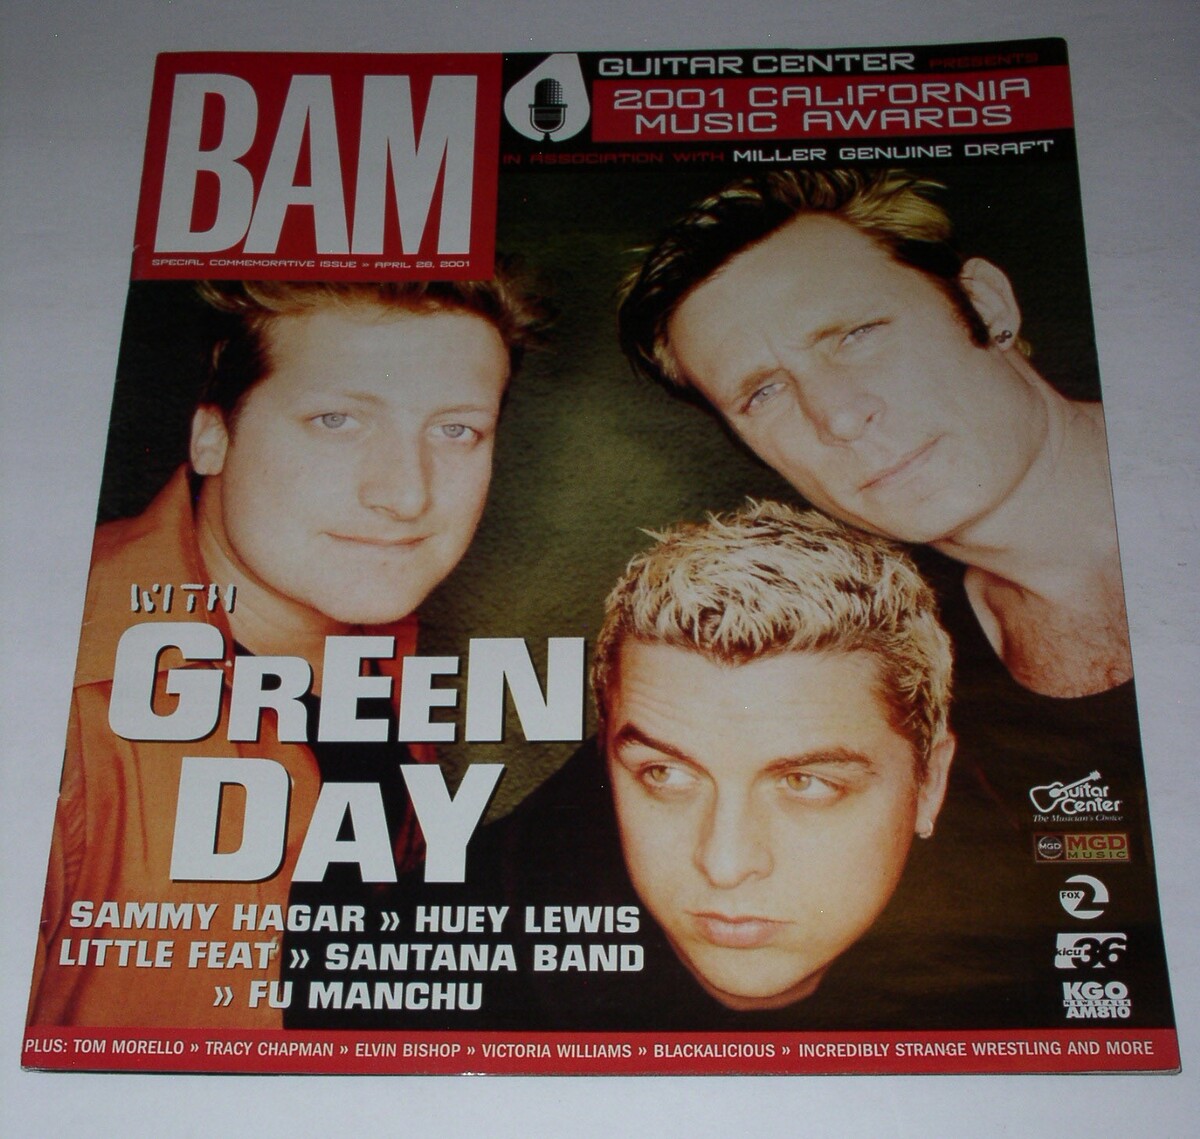 BAM
SPECIAL COMMEMORATIVE ISSUE » APRIL 28, 2001
GUITAR CENTER PRESENTS
2001 CALIFORNIA
MUSIC AWARDS
IN ASSOCIATION WITH MILLER GENUINE DRAFT
WITH
GREEN
DAY
SAMMY HAGAR » HUEY LEWIS
LITTLE FEAT » SANTANA BAND
» FU MANCHU
Guitar
Center
The Musician's Choice
MGD MGD
MUSIC
FOX 2
kicu 36
KGO
NEWSTALK
AM810
PLUS: TOM MORELLO » TRACY CHAPMAN » ELVIN BISHOP » VICTORIA WILLIAMS » BLACKALICIOUS » INCREDIBLY STRANGE WRESTLING AND MORE